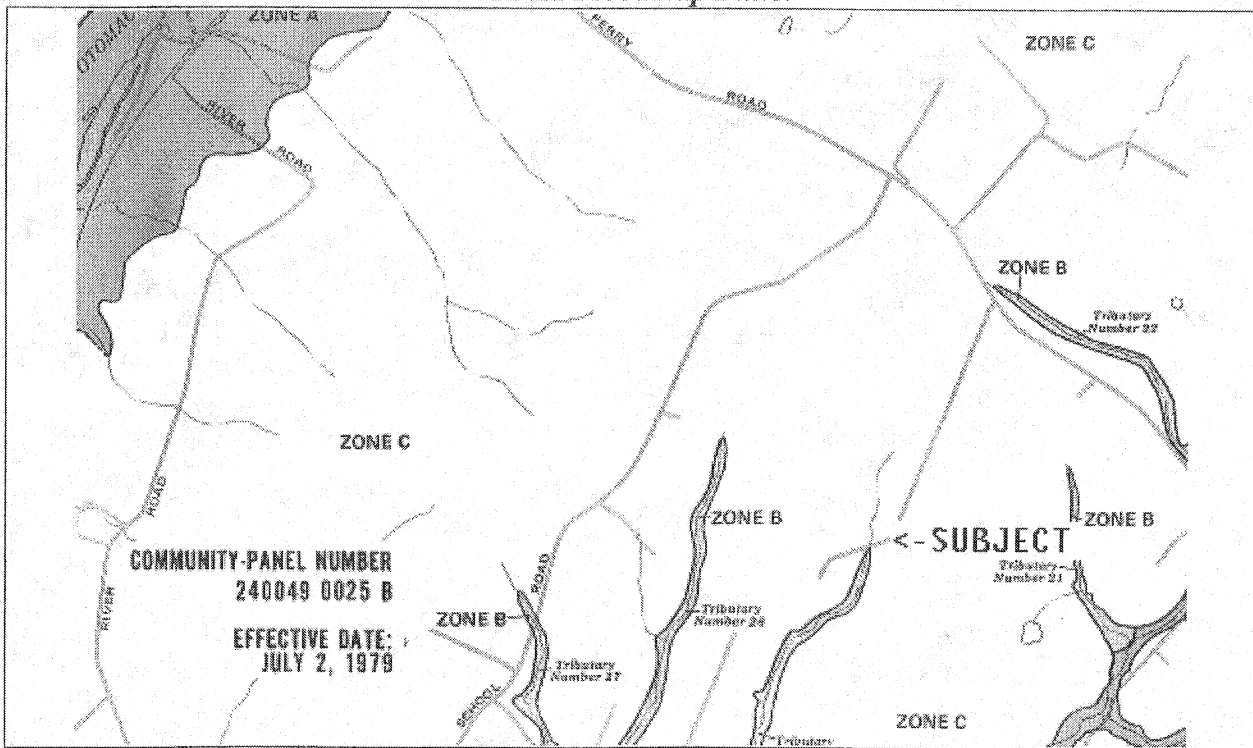 ZONE A
OTOMAC
PERRY
ROAD
ZONE C
RIVER
ROAD
ZONE B
Tributary
Number 22
ZONE C
ROAD
RIVER
COMMUNITY-PANEL NUMBER
240049 0025 B
EFFECTIVE DATE:
JULY 2, 1979
ZONE B
ROAD
SCHOOL
Tributary
Number 27
ZONE B
Tributary
Number 26
<-SUBJECT
ZONE B
Tributary
Number 21
ZONE C
Tributary